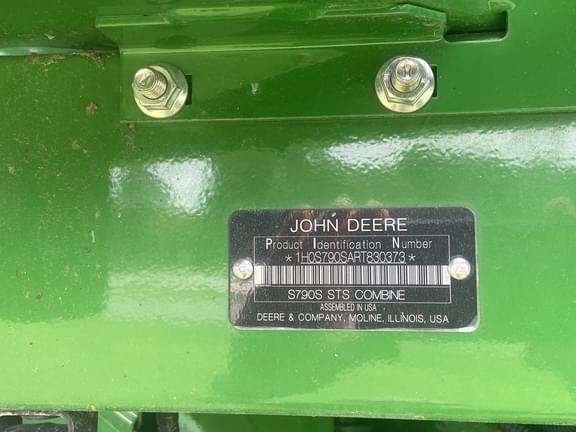 JOHN DEERE
Product Identification Number
*1H0S790SART830373*
S790S STS COMBINE
ASSEMBLED IN USA
DEERE & COMPANY, MOLINE, ILLINOIS, USA